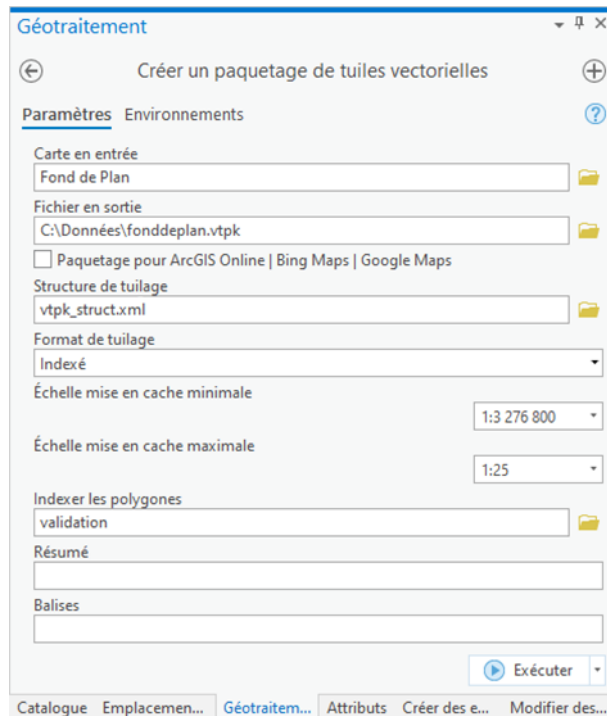 Géotraitement
Créer un paquetage de tuiles vectorielles
Paramètres Environnements
Carte en entrée
Fond de Plan
Fichier en sortie
C:\Données\fonddeplan.vtpk
Paquetage pour ArcGIS Online | Bing Maps | Google Maps
Structure de tuilage
vtpk_struct.xml
Format de tuilage
Indexé
Échelle mise en cache minimale
1:3 276 800
Échelle mise en cache maximale
1:25
Indexer les polygones
validation
Résumé
Balises
Exécuter
Catalogue Emplacemen... Géotraitem... Attributs Créer des e... Modifier des...